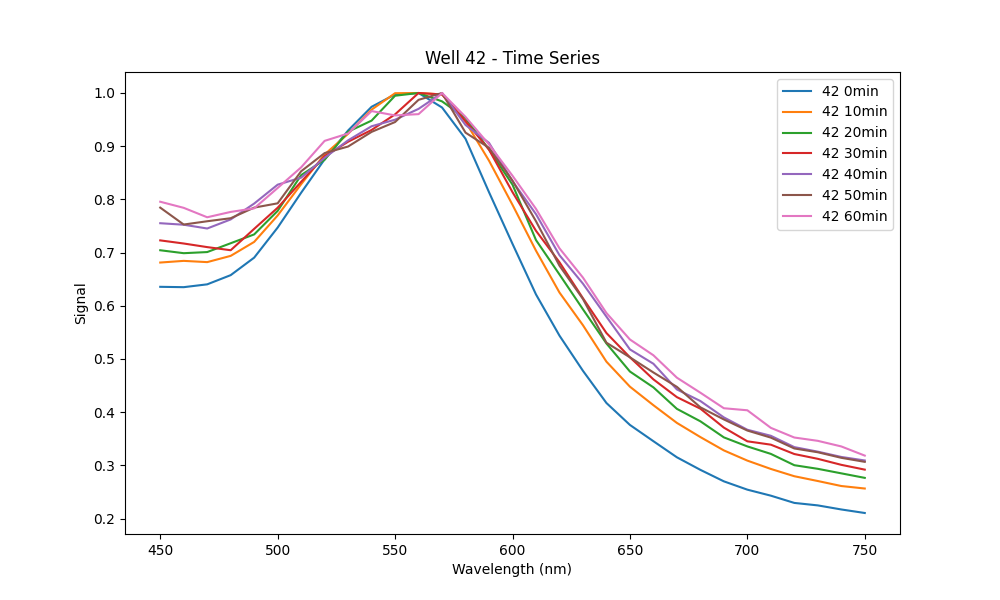 Well 42 - Time Series
Signal
1.0
0.9
0.8
0.7
0.6
0.5
0.4
0.3
0.2
42 0min
42 10min
42 20min
42 30min
42 40min
42 50min
42 60min
450 500 550 600 650 700 750
Wavelength (nm)